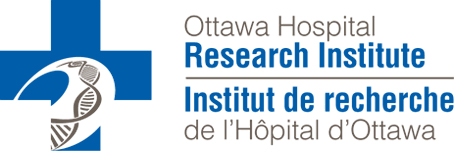 Ottawa Hospital
Research Institute
Institut de recherche
de l'Hôpital d'Ottawa